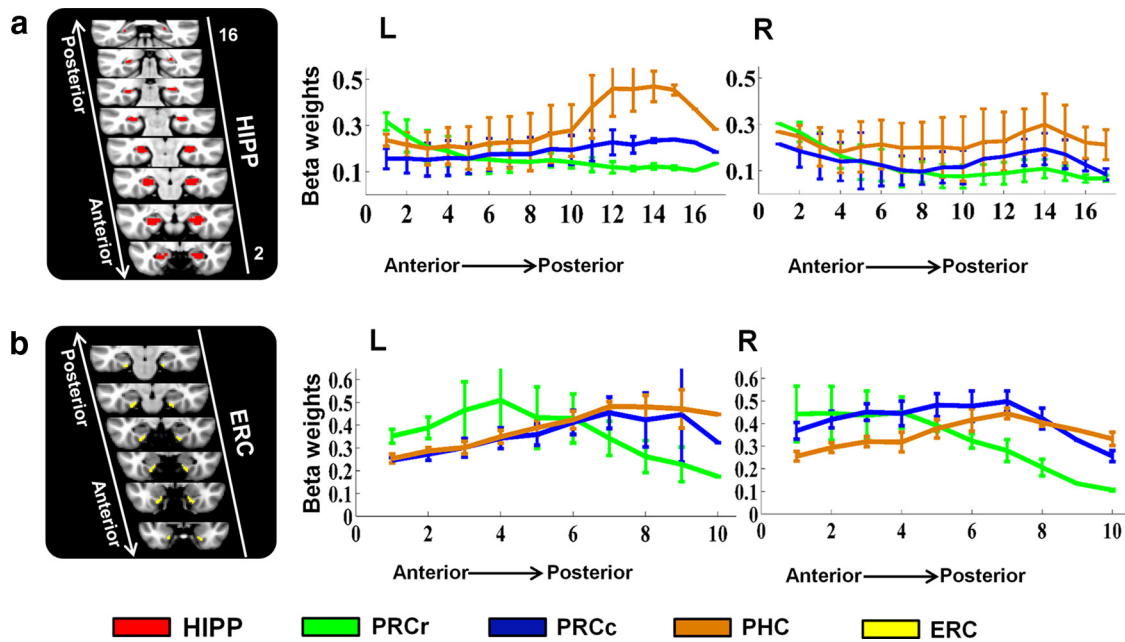 a
Posterior
Anterior
16
HIPP
2
L
Beta weights
0.5
0.3
0.1
0 2 4 6 8 10 12 14 16
Anterior Posterior
R
0.5
0.3
0.1
0 2 4 6 8 10 12 14 16
Anterior Posterior
b
Posterior
Anterior
ERC
L
Beta weights
0.6
0.5
0.4
0.3
0.2
0.1
0
0 2 4 6 8 10
Anterior Posterior
R
0.6
0.5
0.4
0.3
0.2
0.1
0
0 2 4 6 8 10
Anterior Posterior
HIPP PRCr PRCc PHC ERC